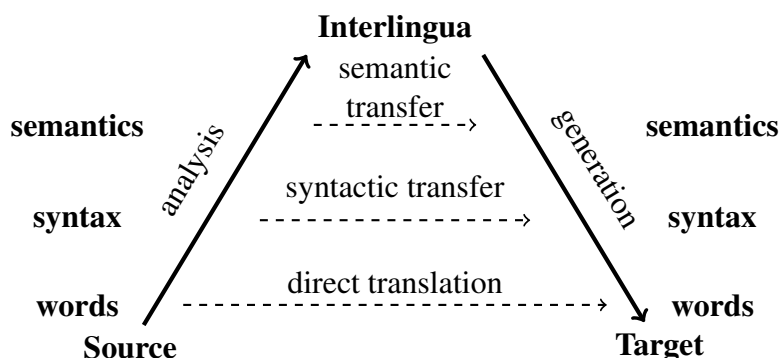 Interlingua
semantic
transfer
semantics
analysis
generation
semantics
syntax
syntactic transfer
syntax
words
direct translation
words
Source
Target